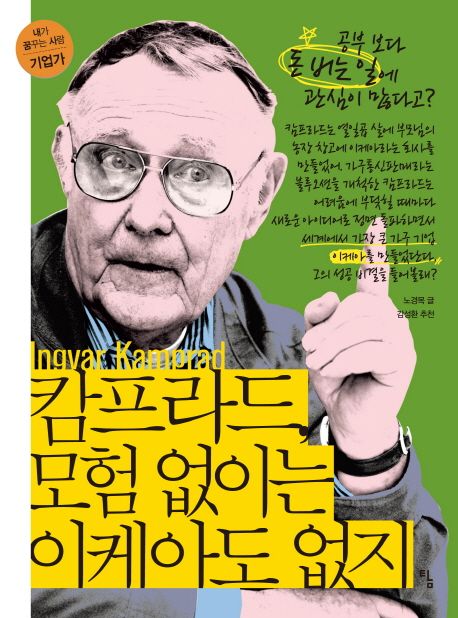 내가
꿈꾸는 사람
기업가
공부 보다
돈 버는 일에
관심이 많다고?
캄프라드는 열일곱 살에 부모님의
농장 창고에 이케아라는 회사를
만들었어. 가구통신판매라는
블루오션을 개척한 캄프라드는
어려움에 부닥칠 때마다
새로운 아이디어로 정면 돌파하면서
세계에서 가장 큰 가구 기업
이케아를 만들었단다.
그의 성공 비결을 들어볼래?
노경목 글
감성환 추천
Ingvar Kamprad
캄프라드,
모험 없이는
이케아도 없지
탐